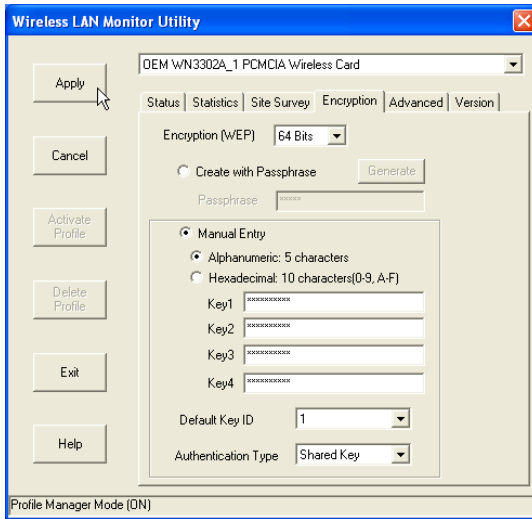 Wireless LAN Monitor Utility
OEM WN3302A_1 PCMCIA Wireless Card
Apply
Cancel
Activate
Profile
Delete
Profile
Exit
Help
Status Statistics Site Survey Encryption Advanced Version
Encryption (WEP) 64 Bits
Create with Passphrase Generate
Passphrase *****
Manual Entry
Alphanumeric: 5 characters
Hexadecimal: 10 characters(0-9, A-F)
Key1 **********
Key2 **********
Key3 **********
Key4 **********
Default Key ID 1
Authentication Type Shared Key
Profile Manager Mode (ON)